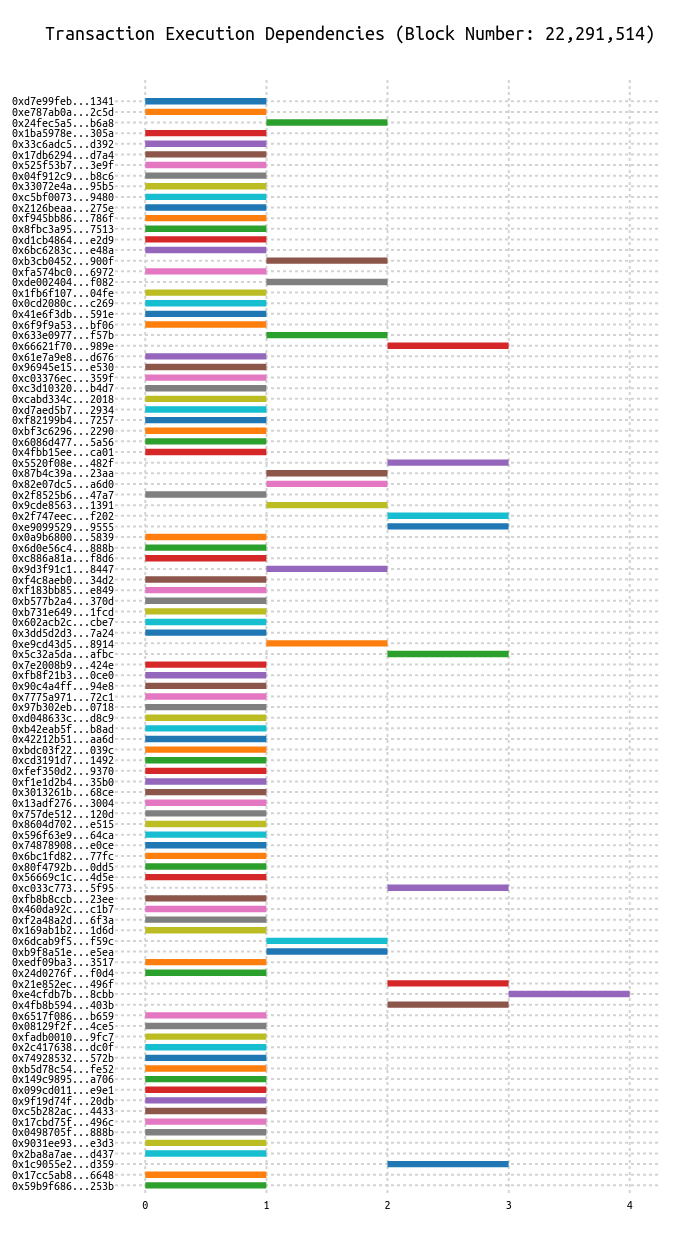 Transaction Execution Dependencies (Block Number: 22,291,514)
0xd7e99feb...1341
0xe787ab0a...2c5d
0x24fec5a5...b6a8
0x1ba5978e...305a
0x33c6adc5...d392
0x17db6294...d7a4
0x525f53b7...3e9f
0x04f912c9...b8c6
0x33072e4a...95b5
0xc5bf0073...9480
0x2126beaa...275e
0xf945bb86...786f
0x8fbc3a95...7513
0xd1cb4864...e2d9
0x6bc6283c...e48a
0xb3cb0452...900f
0xfa574bc0...6972
0xde002404...f082
0x1fb6f107...04fe
0x0cd2080c...c269
0x41e6f3db...591e
0x6f9f9a53...bf06
0x633e0977...f57b
0x66621f70...989e
0x61e7a9e8...d676
0x96945e15...e530
0xc03376ec...359f
0xc3d10320...b4d7
0xcabd334c...2018
0xd7aed5b7...2934
0xf82199b4...7257
0xbf3c6296...2290
0x6086d477...5a56
0x4fbb15ee...ca01
0x5520f08e...482f
0x87b4c39a...23aa
0x82e07dc5...a6d0
0x2f8525b6...47a7
0x9cde8563...1391
0x2f747eec...f202
0xe9099529...9555
0x0a9b6800...5839
0x6d0e56c4...888b
0xc886a81a...f8d6
0x9d3f91c1...8447
0xf4c8aeb0...34d2
0xf183bb85...e849
0xb577b2a4...370d
0xb731e649...1fcd
0x602acb2c...cbe7
0x3dd5d2d3...7a24
0xe9cd43d5...8914
0x5c32a5da...afbc
0x7e2008b9...424e
0xfb8f21b3...0ce0
0x90c4a4ff...94e8
0x7775a971...72c1
0x97b302eb...0718
0xd048633c...d8c9
0xb42eab5f...b8ad
0x42212b51...aa6d
0xbdc03f22...039c
0xcd3191d7...1492
0xfef350d2...9370
0xf1e1d2b4...35b0
0x3013261b...68ce
0x13adf276...3004
0x757de512...120d
0x8604d702...e515
0x596f63e9...64ca
0x74878908...e0ce
0x6bc1fd82...77fc
0x80f4792b...0dd5
0x56669c1c...4d5e
0xc033c773...5f95
0xfb8b8ccb...23ee
0x460da92c...c1b7
0xf2a48a2d...6f3a
0x169ab1b2...1d6d
0x6dcab9f5...f59c
0xb9f8a51e...e5ea
0xedf09ba3...3517
0x24d0276f...f0d4
0x21e852ec...496f
0xe4cfdb7b...8cbb
0x4fb8b594...403b
0x6517f086...b659
0x08129f2f...4ce5
0xfadb0010...9fc7
0x2c417638...dc0f
0x74928532...572b
0xb5d78c54...fe52
0x149c9895...a706
0x099cd011...e9e1
0x9f19d74f...20db
0xc5b282ac...4433
0x17cbd75f...496c
0x0498705f...888b
0x9031ee93...e3d3
0x2ba8a7ae...d437
0x1c9055e2...d359
0x17cc5ab8...6648
0x59b9f686...253b
0 1 2 3 4